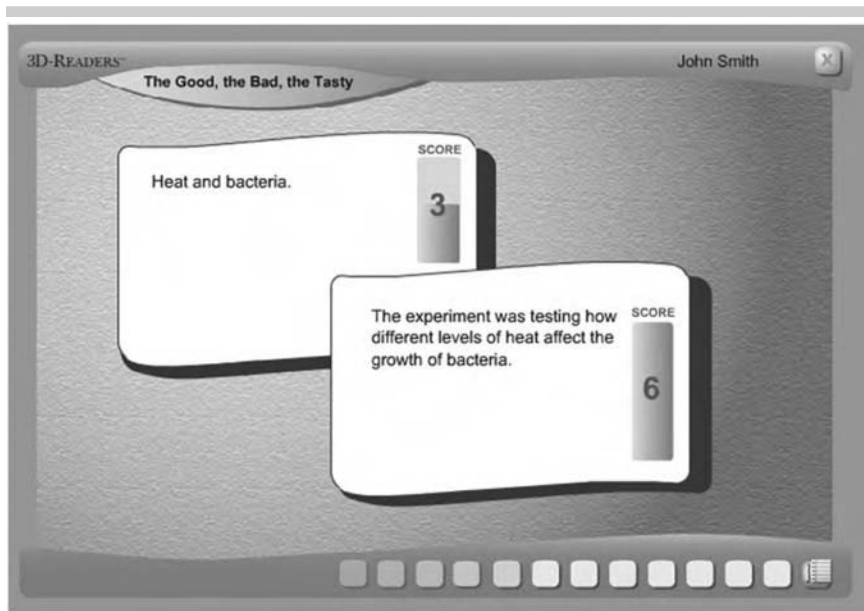 3D-READERS™
John Smith
X
The Good, the Bad, the Tasty
SCORE
Heat and bacteria.
3
SCORE
The experiment was testing how
different levels of heat affect the
growth of bacteria.
6